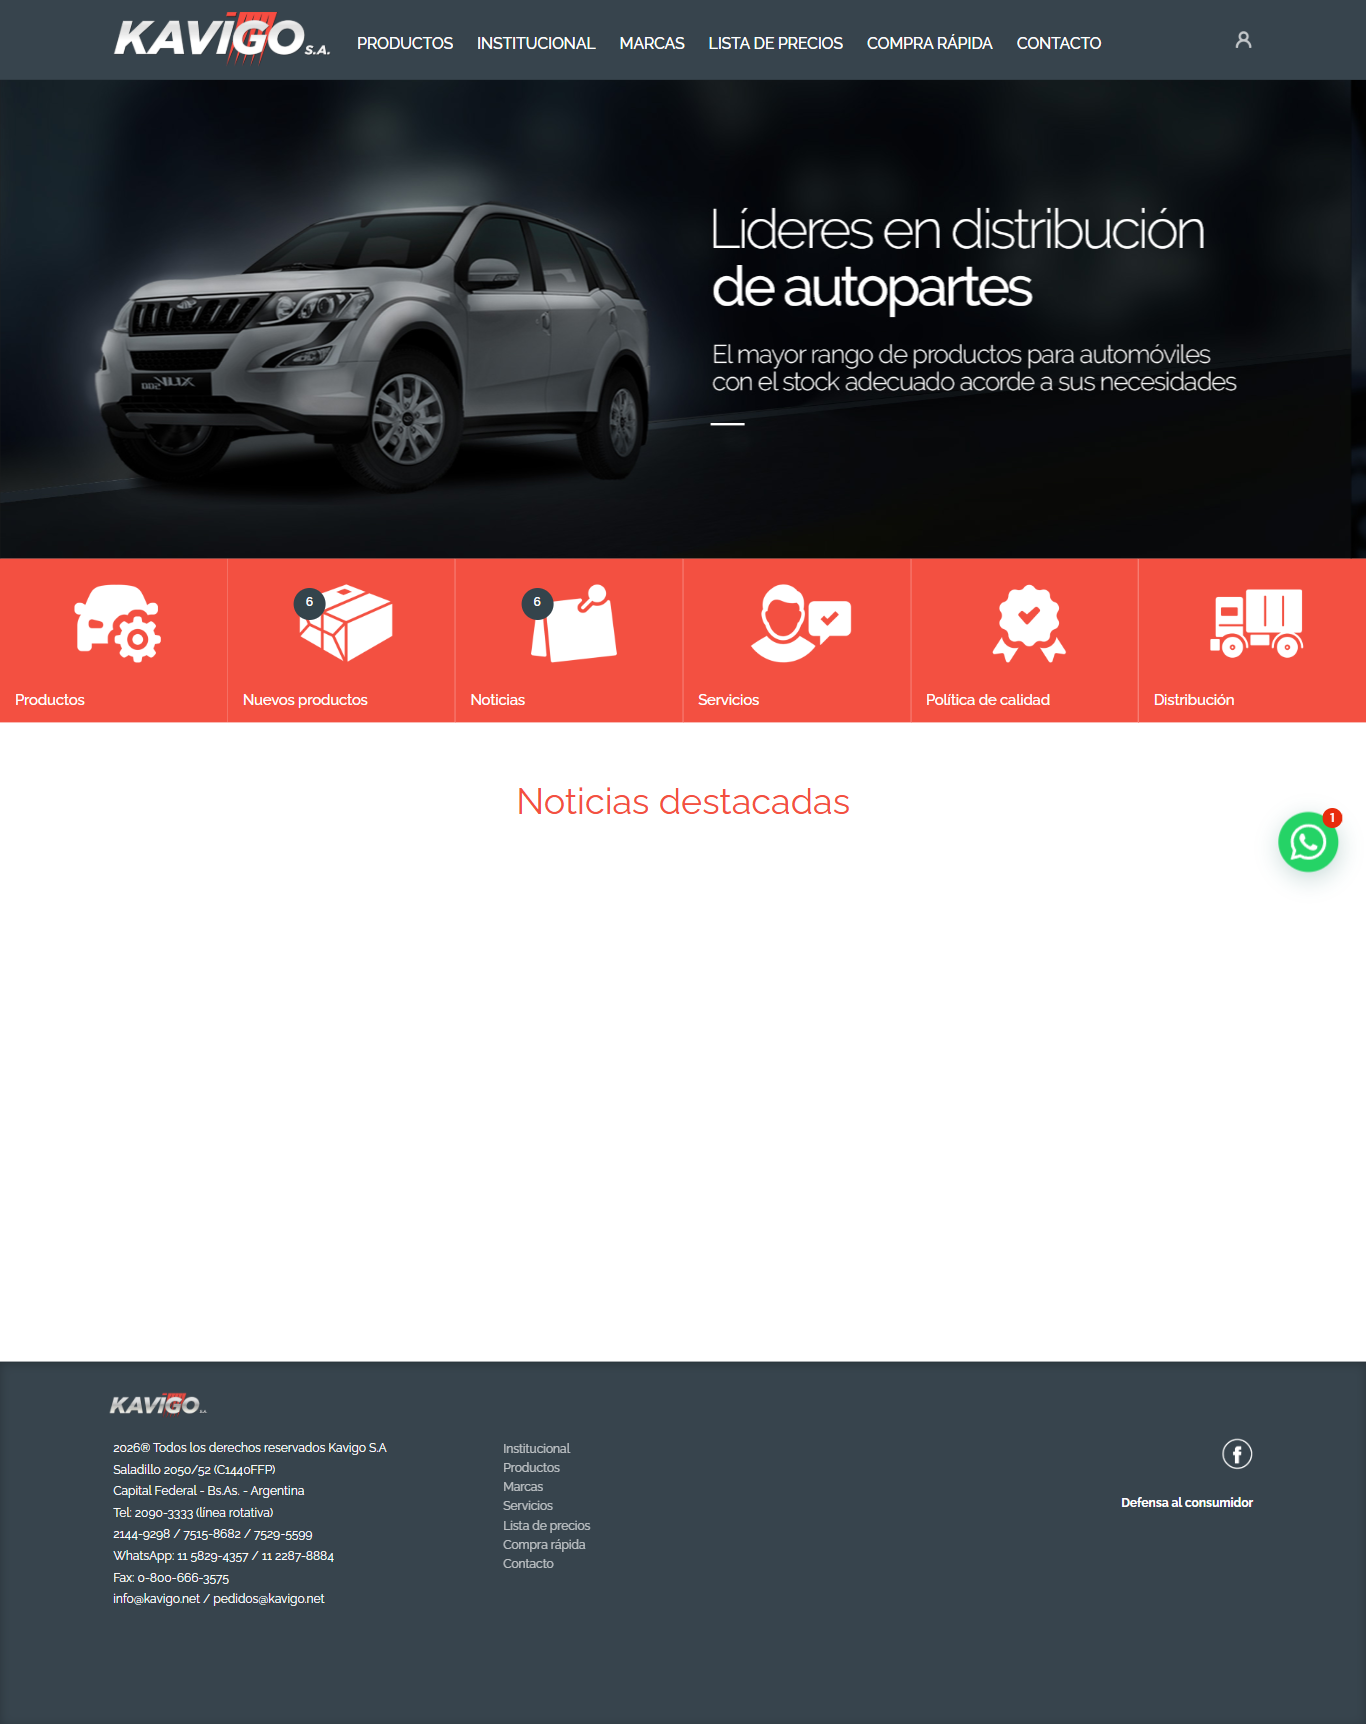 KAVIGO S.A.
PRODUCTOS INSTITUCIONAL MARCAS LISTA DE PRECIOS COMPRA RÁPIDA CONTACTO
Líderes en distribución
de autopartes
El mayor rango de productos para automóviles
con el stock adecuado acorde a sus necesidades
6
6
Productos
Nuevos productos
Noticias
Servicios
Política de calidad
Distribución
Noticias destacadas
1
KAVIGO S.A.
2026® Todos los derechos reservados Kavigo S.A
Saladillo 2050/52 (C1440FFP)
Capital Federal - Bs.As. - Argentina
Tel: 2090-3333 (línea rotativa)
2144-9298 / 7515-8682 / 7529-5599
WhatsApp: 11 5829-4357 / 11 2287-8884
Fax: 0-800-666-3575
info@kavigo.net / pedidos@kavigo.net
Institucional
Productos
Marcas
Servicios
Lista de precios
Compra rápida
Contacto
Defensa al consumidor